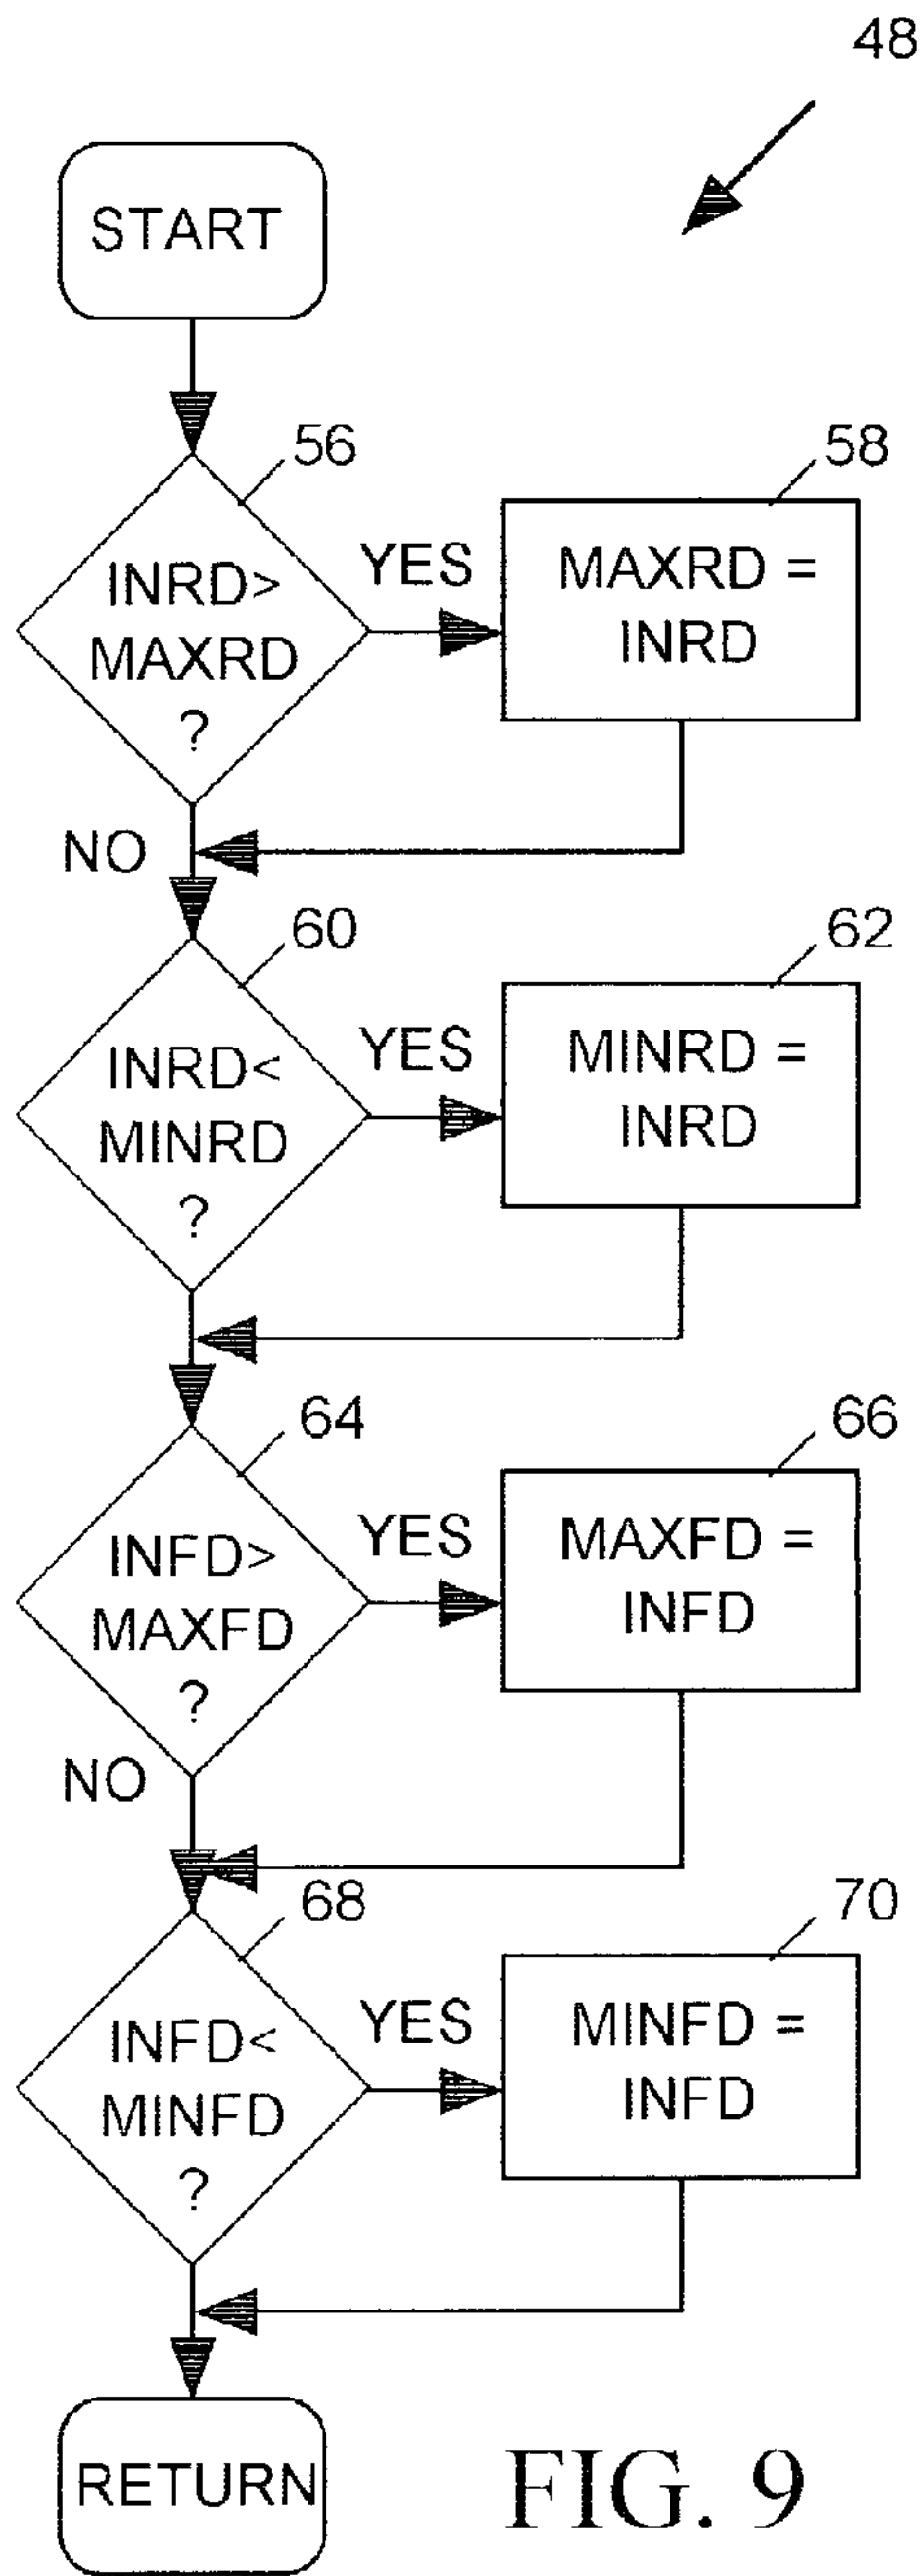 48
START
56
INRD>
MAXRD
?
YES
58
MAXRD =
INRD
NO
60
INRD<
MINRD
?
YES
62
MINRD =
INRD
64
INFD>
MAXFD
?
YES
66
MAXFD =
INFD
NO
68
INFD<
MINFD
?
YES
70
MINFD =
INFD
RETURN
FIG. 9